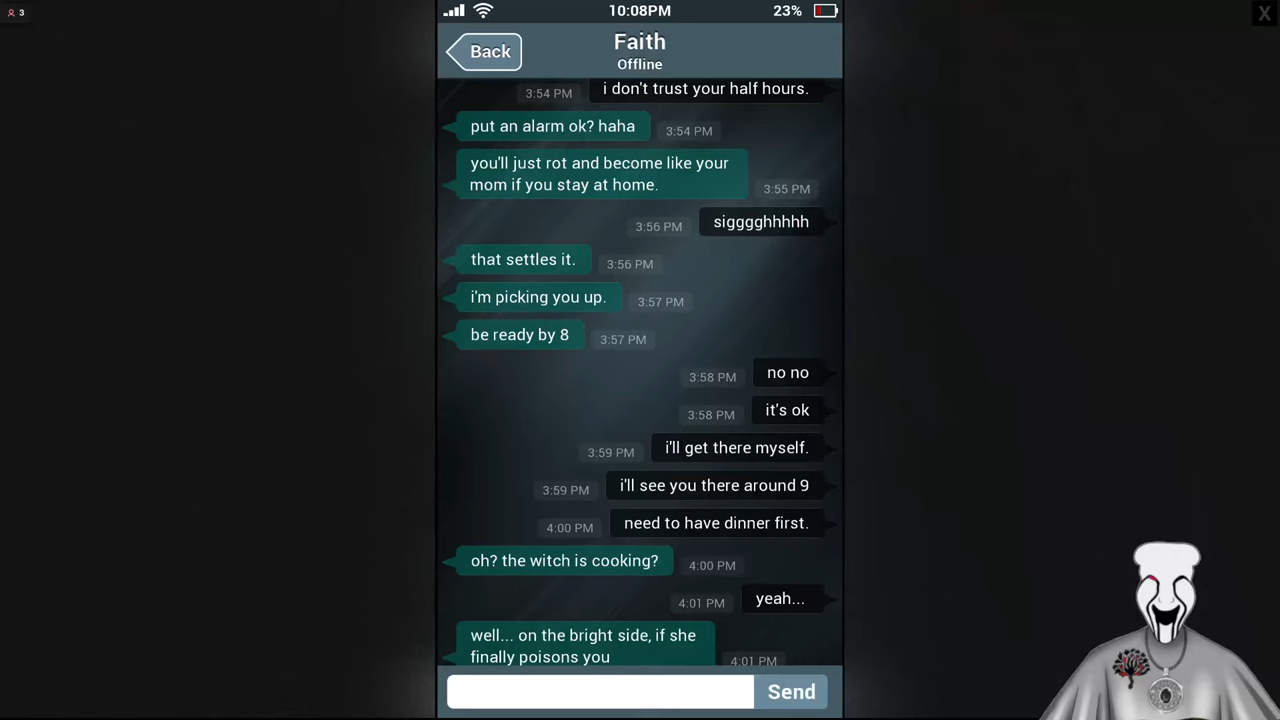 3
X
10:08PM
23%
Back
Faith
Offline
3:54 PM
i don't trust your half hours.
put an alarm ok? haha
3:54 PM
you'll just rot and become like your
mom if you stay at home.
3:55 PM
3:56 PM
sigggghhhhh
that settles it.
3:56 PM
i'm picking you up.
3:57 PM
be ready by 8
3:57 PM
3:58 PM
no no
3:58 PM
it's ok
3:59 PM
i'll get there myself.
3:59 PM
i'll see you there around 9
4:00 PM
need to have dinner first.
oh? the witch is cooking?
4:00 PM
4:01 PM
yeah...
well... on the bright side, if she
finally poisons you
4:01 PM
Send